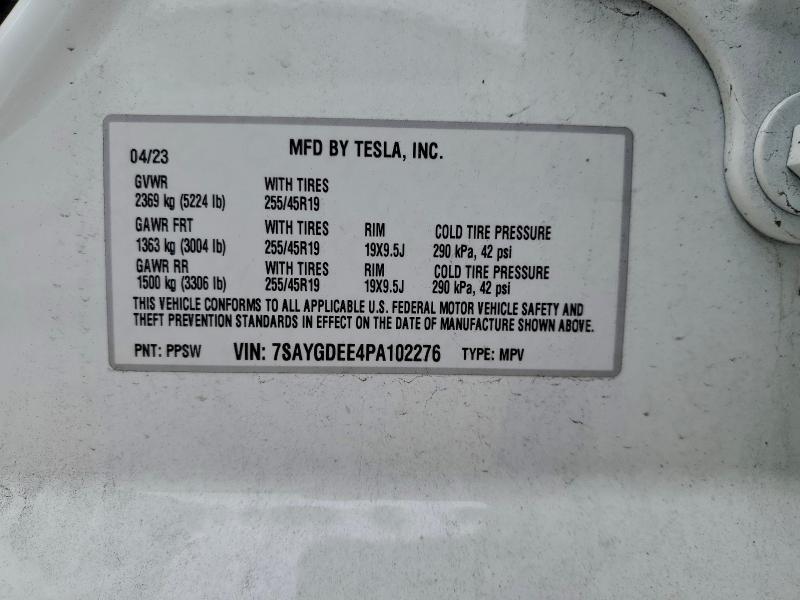 04/23 MFD BY TESLA, INC.
GVWR WITH TIRES
2369 kg (5224 lb) 255/45R19
GAWR FRT WITH TIRES RIM COLD TIRE PRESSURE
1363 kg (3004 lb) 255/45R19 19X9.5J 290 kPa, 42 psi
GAWR RR WITH TIRES RIM COLD TIRE PRESSURE
1500 kg (3306 lb) 255/45R19 19X9.5J 290 kPa, 42 psi
THIS VEHICLE CONFORMS TO ALL APPLICABLE U.S. FEDERAL MOTOR VEHICLE SAFETY AND
THEFT PREVENTION STANDARDS IN EFFECT ON THE DATE OF MANUFACTURE SHOWN ABOVE.
PNT: PPSW VIN: 7SAYGDEE4PA102276 TYPE: MPV